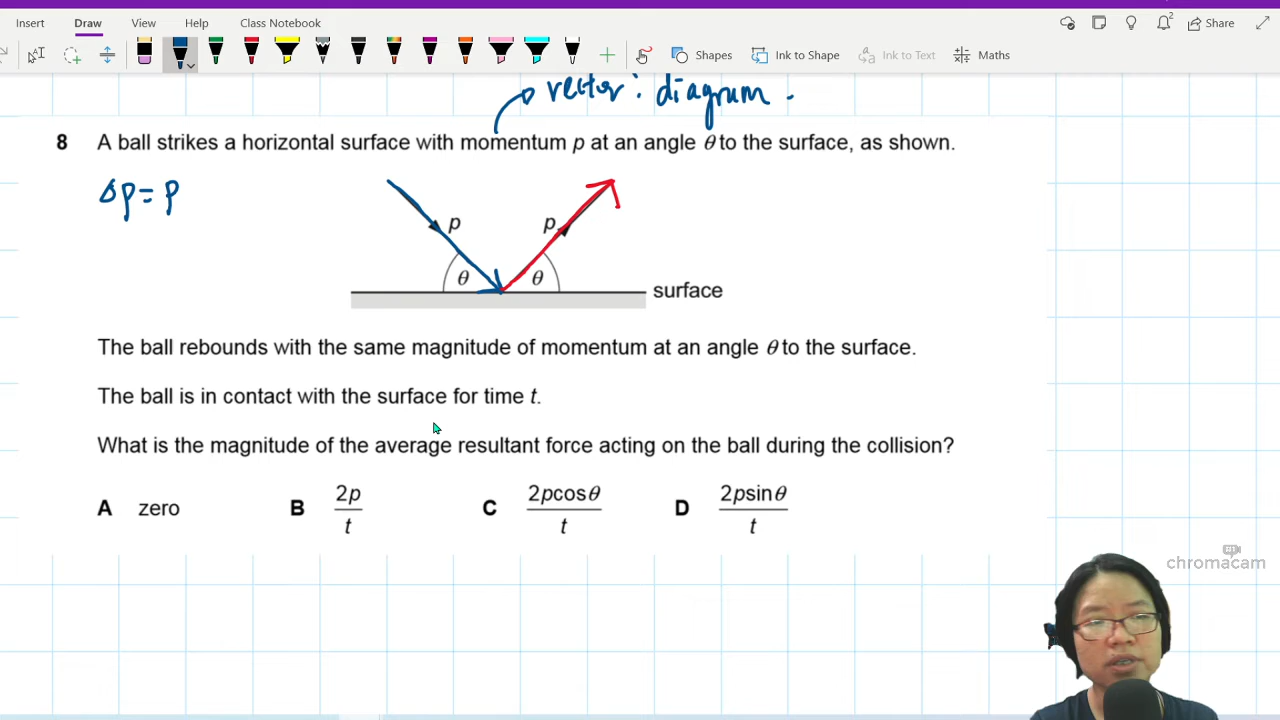 Insert Draw View Help Class Notebook Share
Shapes Ink to Shape Ink to Text Maths
vector: diagram.
8 A ball strikes a horizontal surface with momentum p at an angle θ to the surface, as shown.
Δp = p
p p
θ θ
surface
The ball rebounds with the same magnitude of momentum at an angle θ to the surface.
The ball is in contact with the surface for time t.
What is the magnitude of the average resultant force acting on the ball during the collision?
A zero B 2p/t C 2pcosθ/t D 2psinθ/t
chromacam